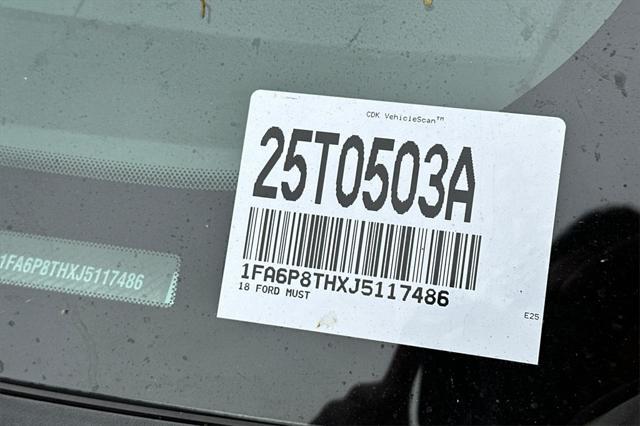 CDK VehicleScan™
25T0503A
1FA6P8THXJ5117486
18 FORD MUST
E25
1FA6P8THXJ5117486